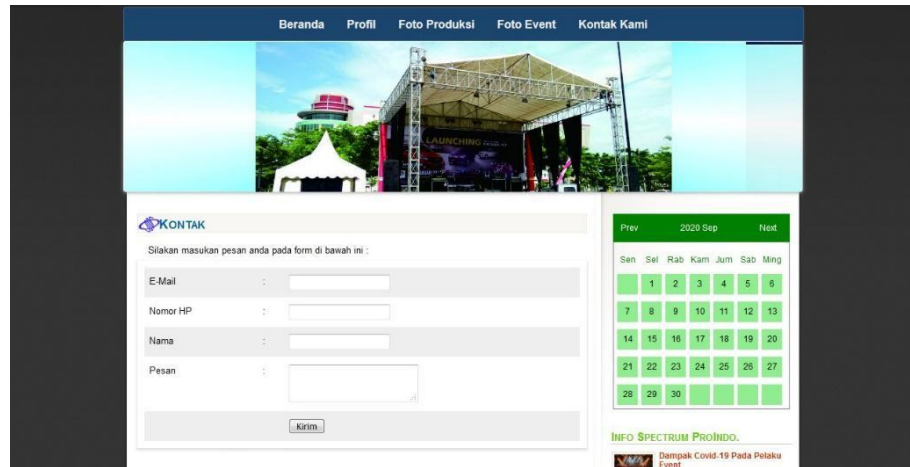 Beranda Profil Foto Produksi Foto Event Kontak Kami
LAUNCHING
KONTAK
Silakan masukan pesan anda pada form di bawah ini :
E-Mail :
Nomor HP :
Nama :
Pesan :
Kirim
Prev 2020 Sep Next
Sen Sel Rab Kam Jum Sab Ming
1 2 3 4 5 6
7 8 9 10 11 12 13
14 15 16 17 18 19 20
21 22 23 24 25 26 27
28 29 30
INFO SPECTRUM PROINDO.
Dampak Covid-19 Pada Pelaku
Event